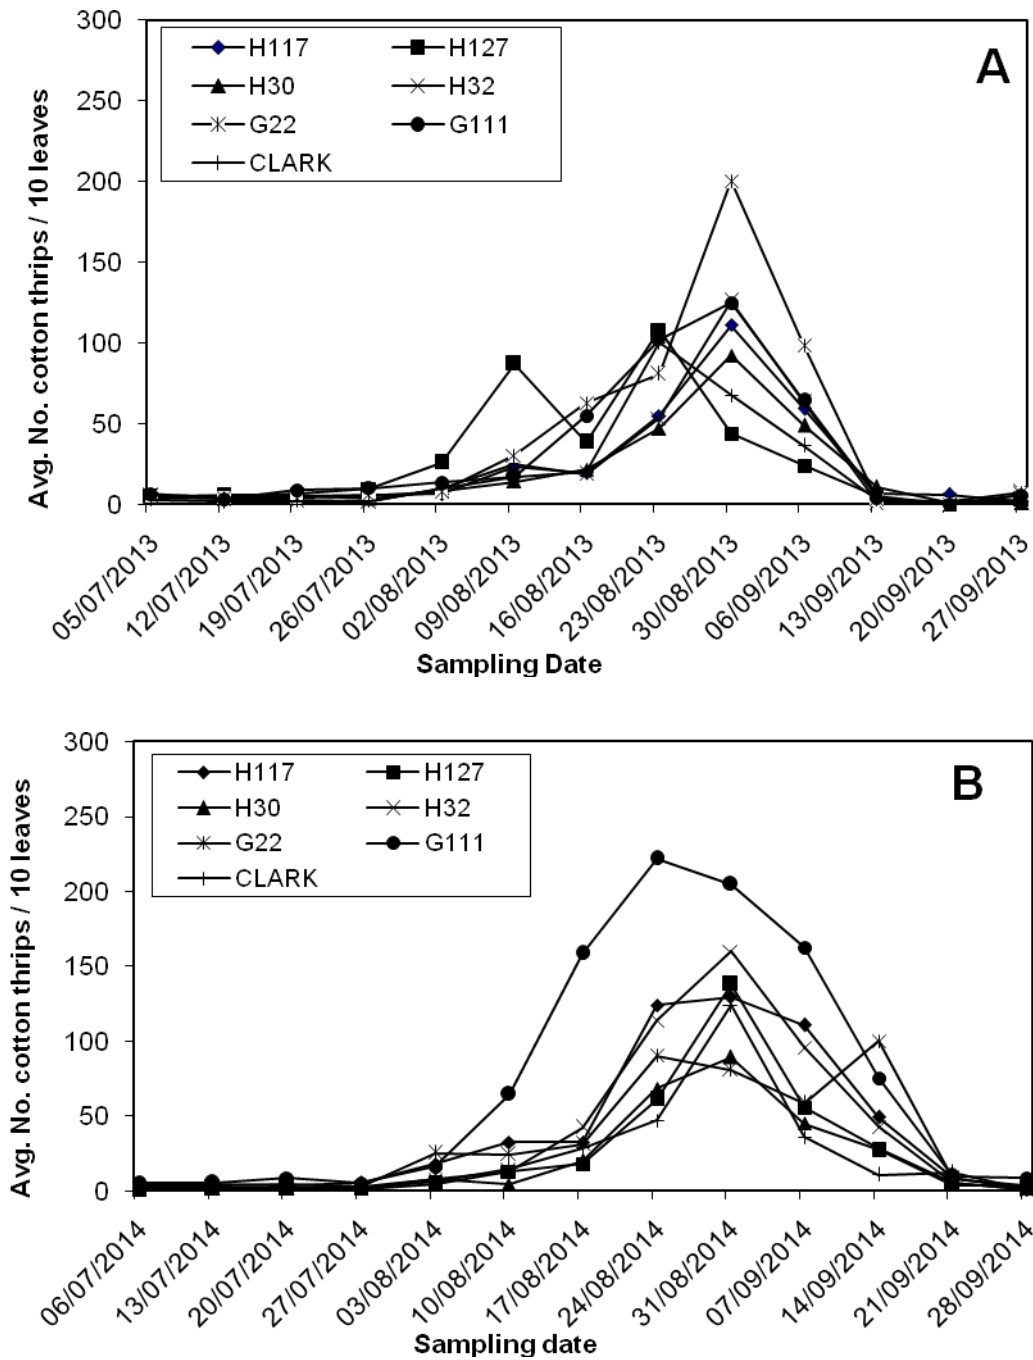 A
300
250
200
150
100
50
0
Avg. No. cotton thrips / 10 leaves
H117 H127
H30 H32
G22 G111
CLARK
05/07/2013 12/07/2013 19/07/2013 26/07/2013 02/08/2013 09/08/2013 16/08/2013 23/08/2013 30/08/2013 06/09/2013 13/09/2013 20/09/2013 27/09/2013
Sampling Date
B
300
250
200
150
100
50
0
Avg. No. cotton thrips / 10 leaves
H117 H127
H30 H32
G22 G111
CLARK
06/07/2014 13/07/2014 20/07/2014 27/07/2014 03/08/2014 10/08/2014 17/08/2014 24/08/2014 31/08/2014 07/09/2014 14/09/2014 21/09/2014 28/09/2014
Sampling date